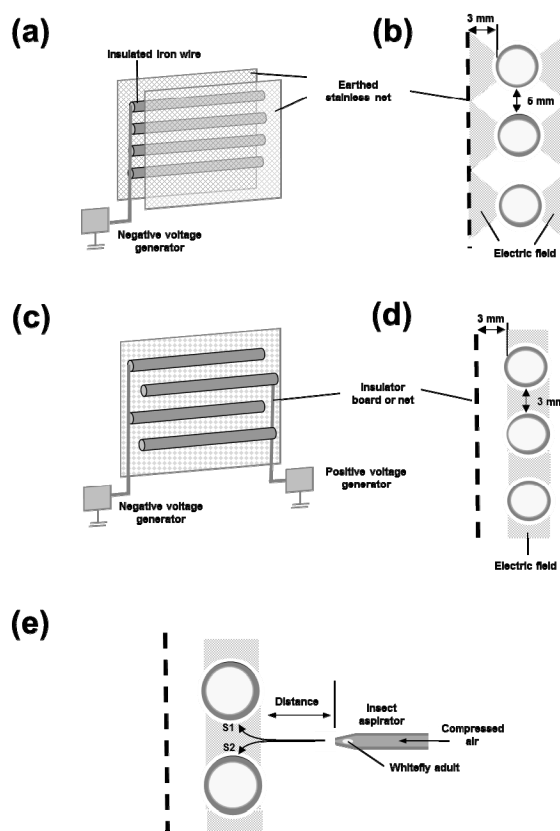 (a)
Insulated iron wire
Earthed
stainless net
Negative voltage
generator
(b)
3 mm
5 mm
Electric field
(c)
Insulator
board or net
Negative voltage
generator
Positive voltage
generator
(d)
3 mm
3 mm
Electric field
(e)
Distance
Insect
aspirator
Compressed
air
Whitefly adult
S1
S2